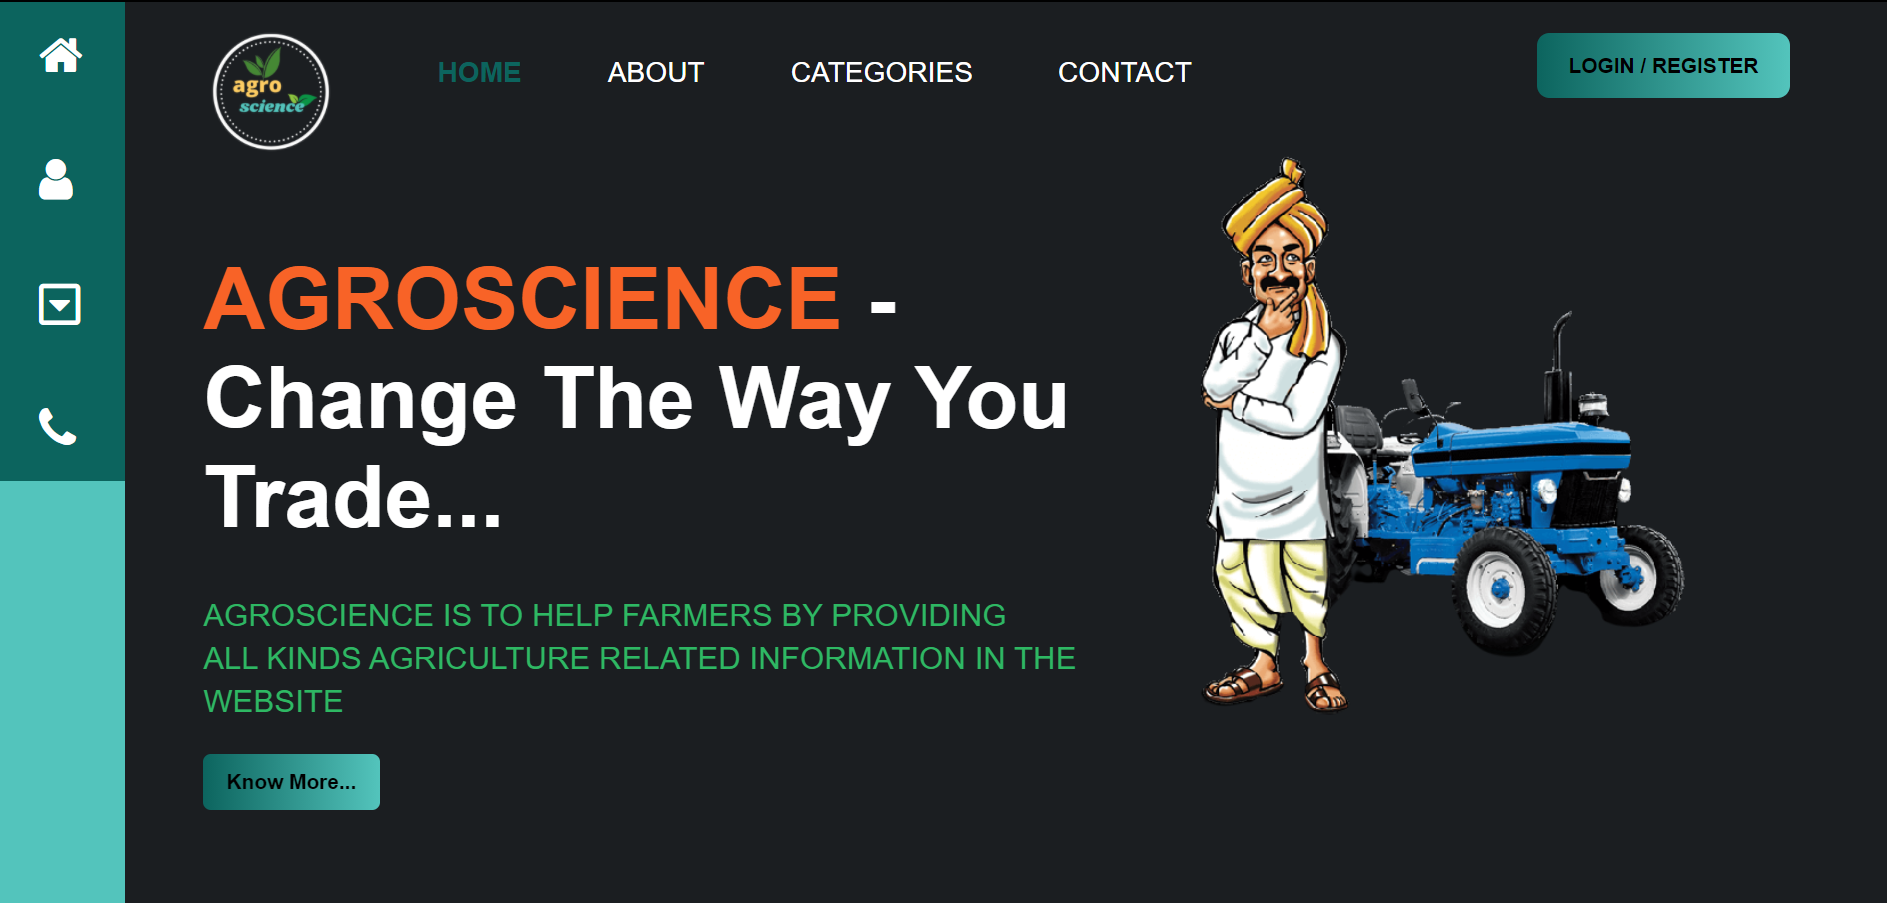 agro
science
HOME ABOUT CATEGORIES CONTACT
LOGIN / REGISTER
AGROSCIENCE -
Change The Way You
Trade...
AGROSCIENCE IS TO HELP FARMERS BY PROVIDING
ALL KINDS AGRICULTURE RELATED INFORMATION IN THE
WEBSITE
Know More...